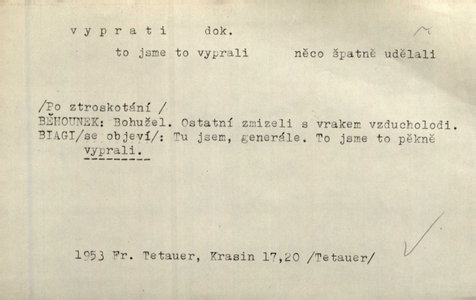 v y p r a t i dok.
to jsme to vyprali něco špatně udělali
/Po ztroskotání /
BĚHOUNEK: Bohužel. Ostatní zmizeli s vrakem vzducholodi.
BIAGI/se objeví/: Tu jsem, generále. To jsme to pěkně
vyprali.
1953 Fr. Tetauer, Krasin 17,20 /Tetauer/